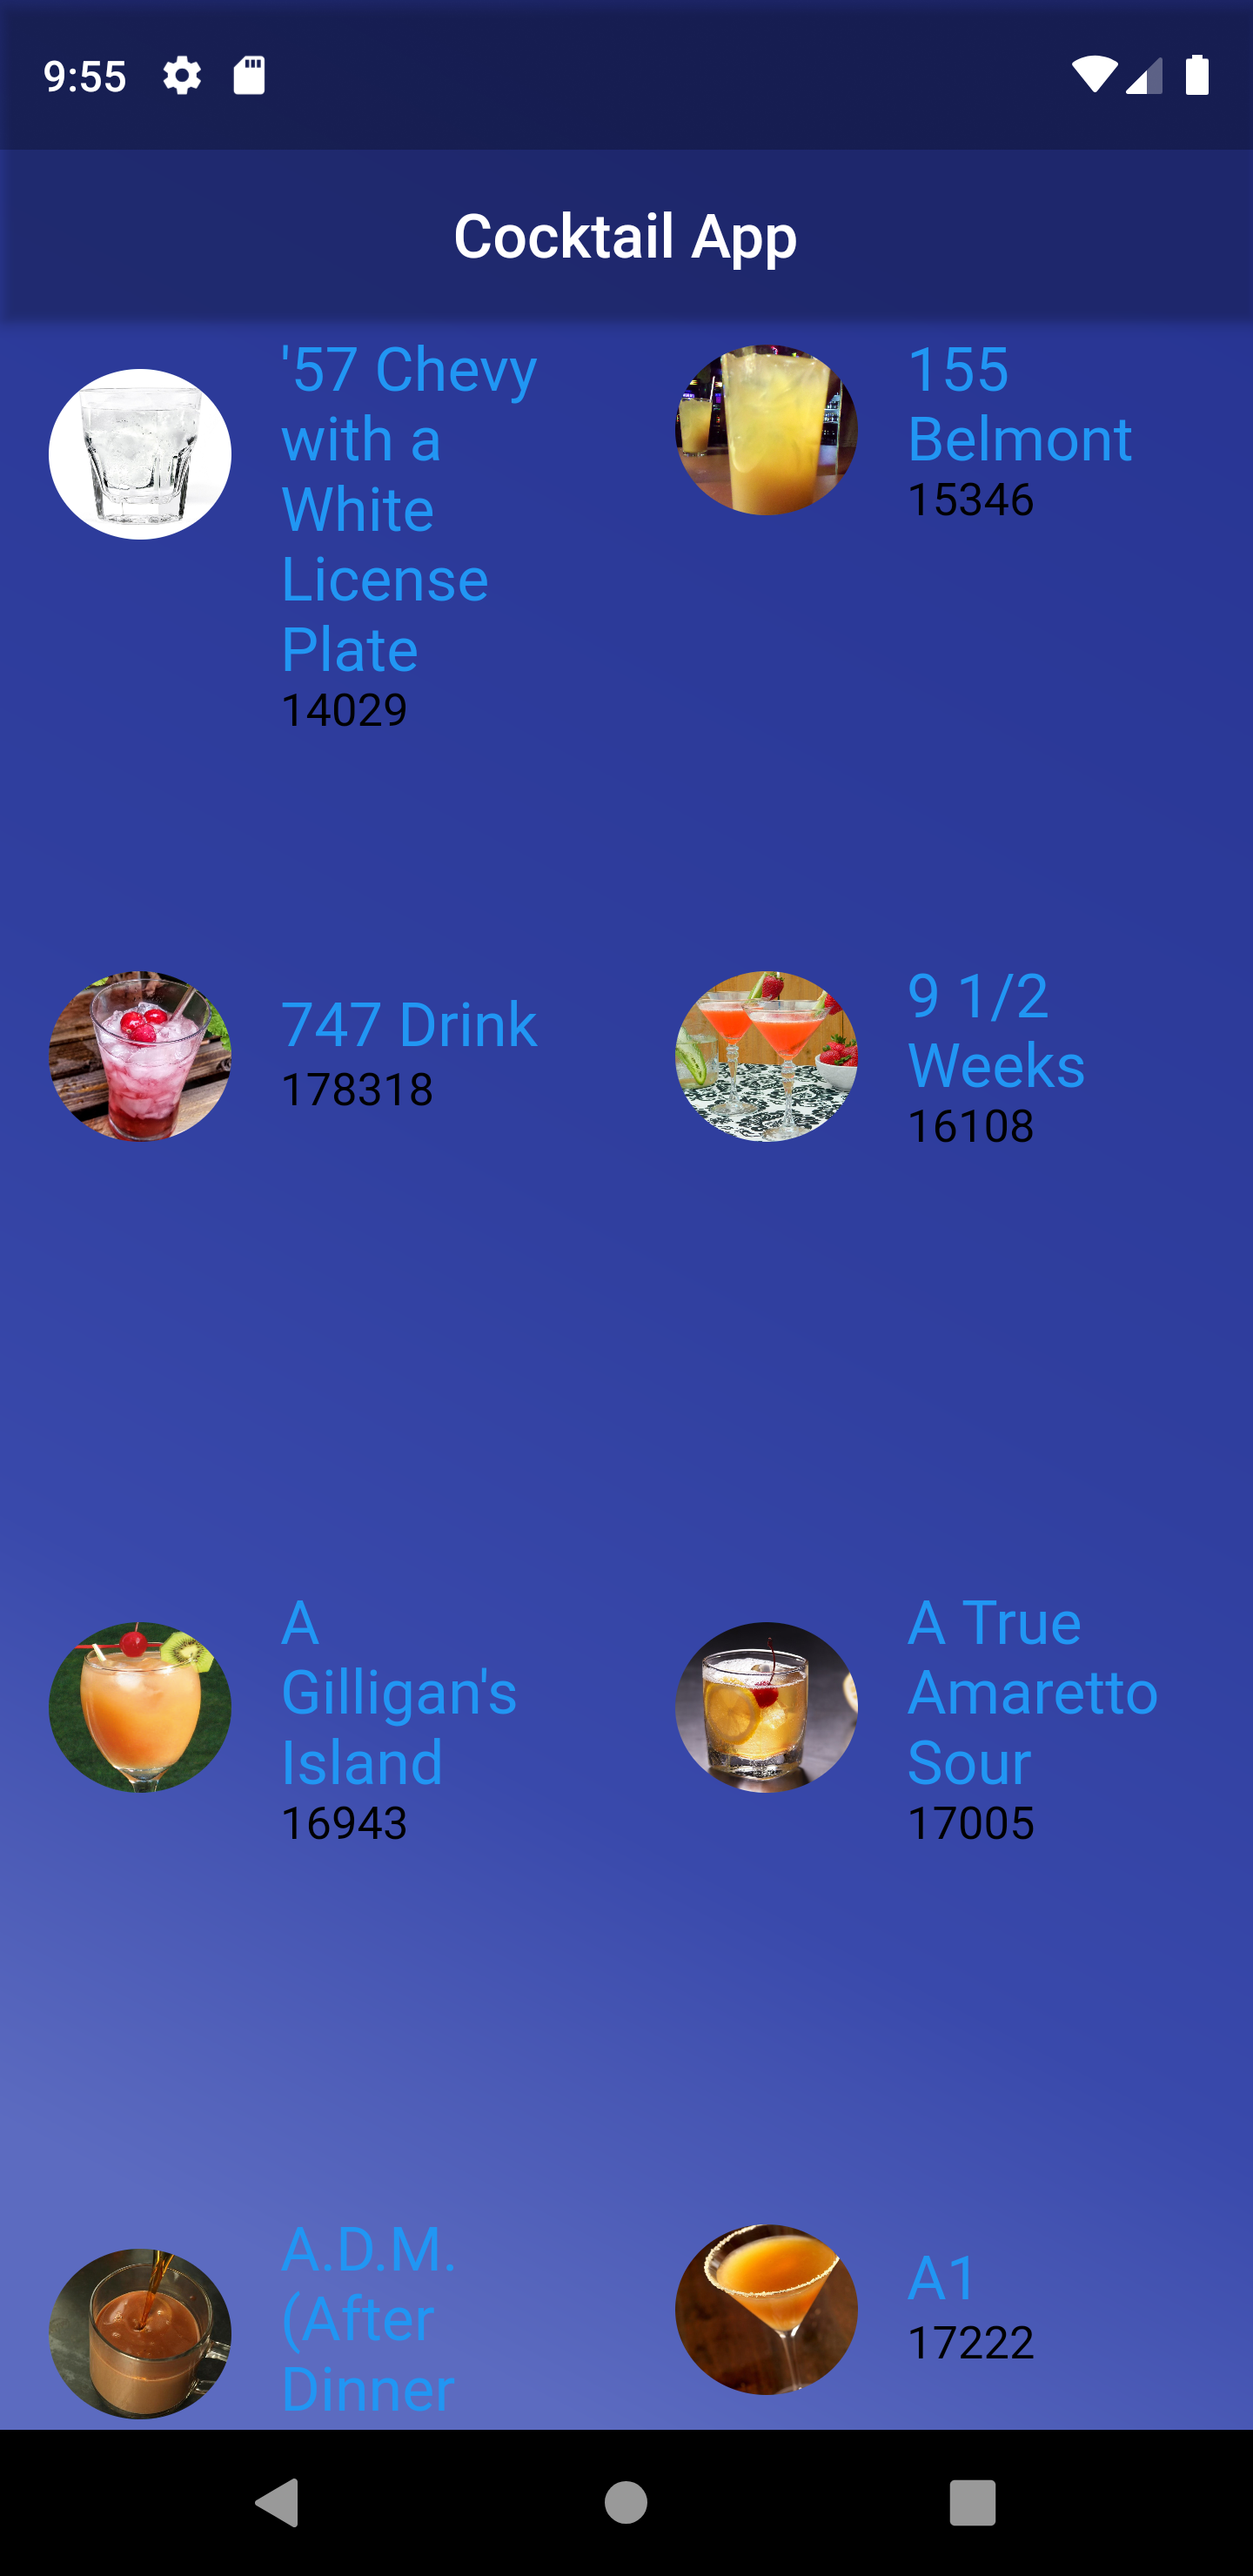 9:55
Cocktail App
'57 Chevy
with a
White
License
Plate
14029
155
Belmont
15346
747 Drink
178318
9 1/2
Weeks
16108
A
Gilligan's
Island
16943
A True
Amaretto
Sour
17005
A.D.M.
(After
Dinner
A1
17222